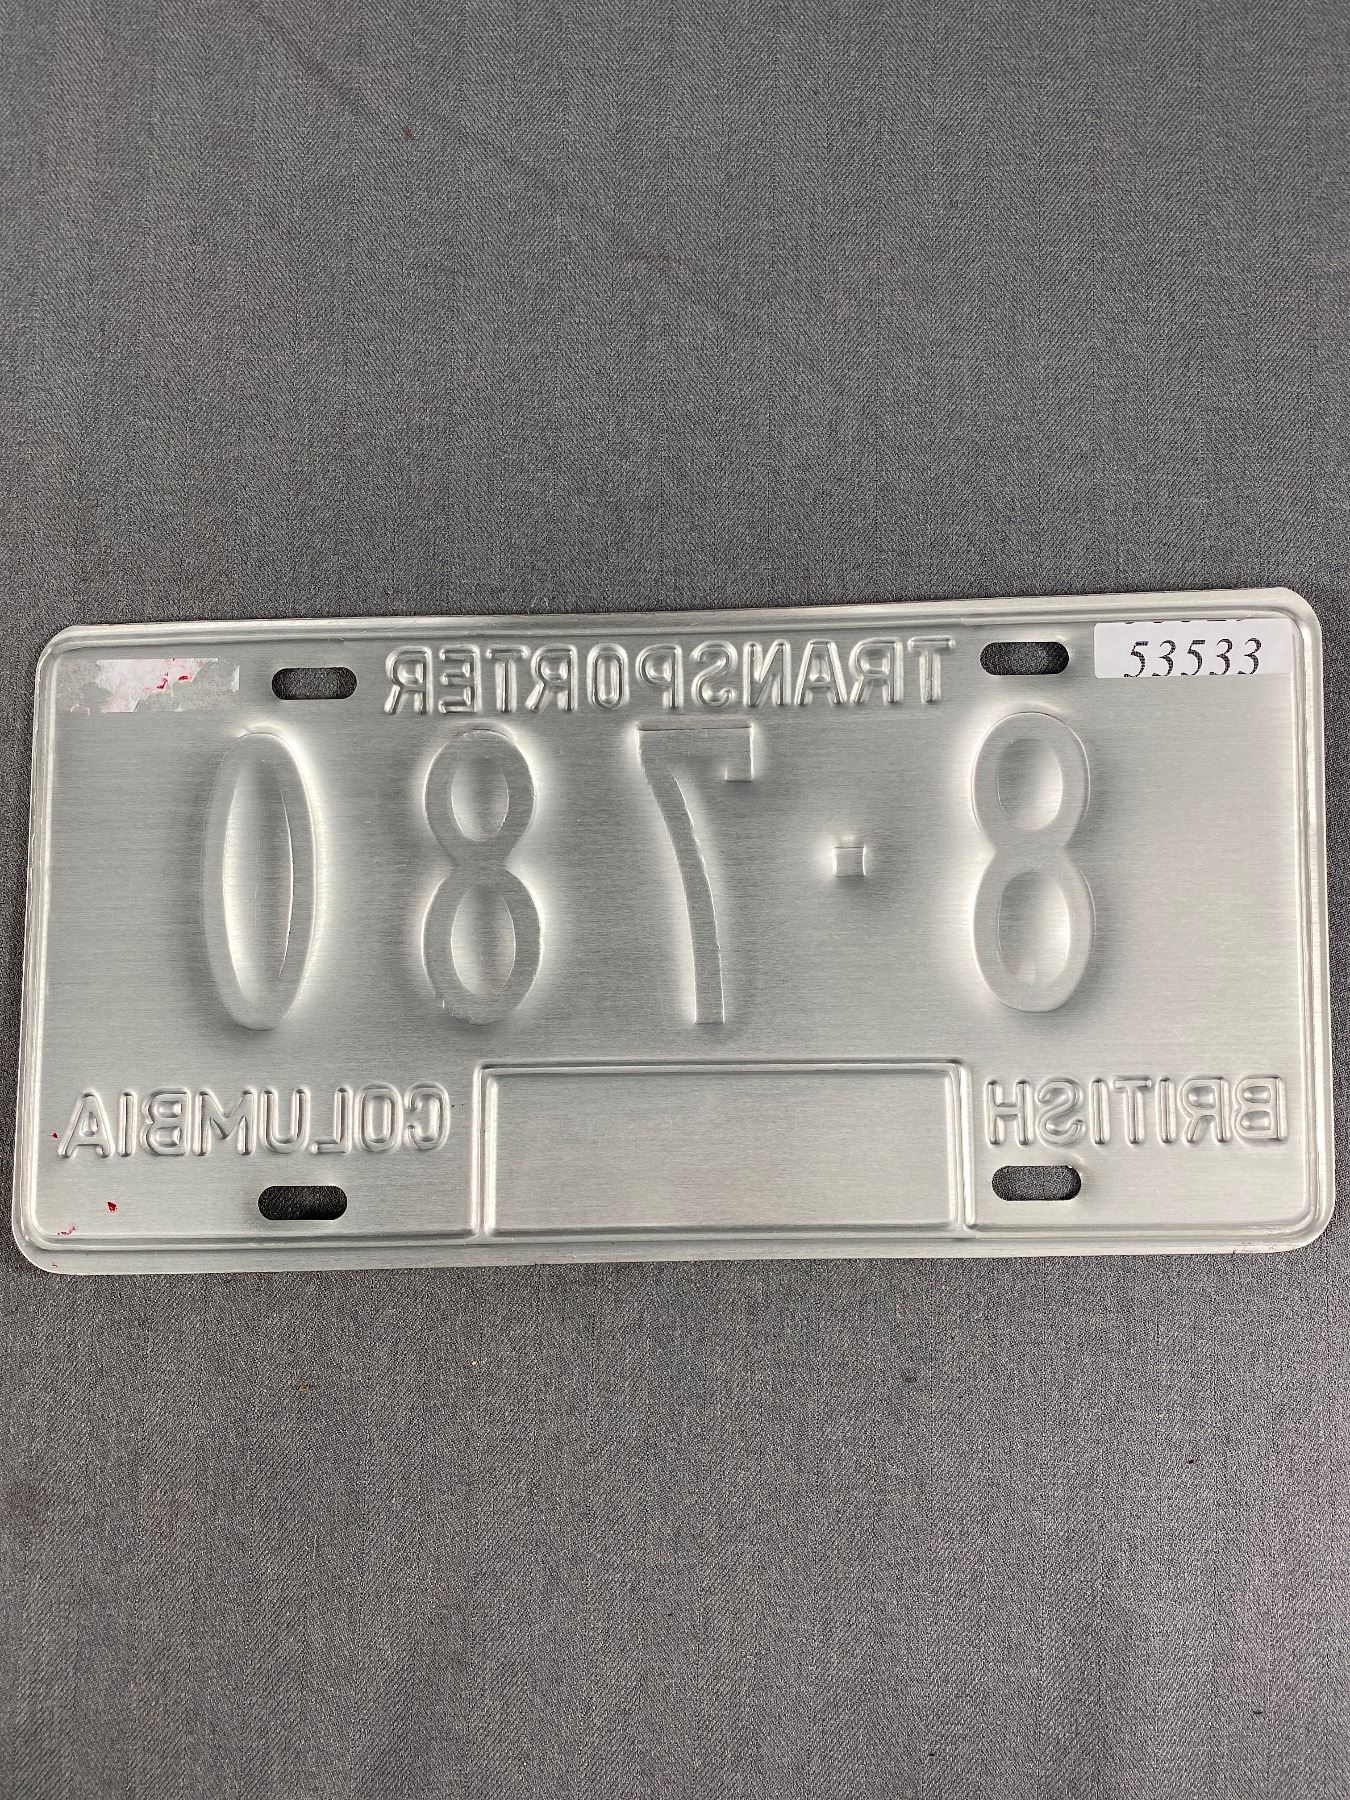 TRANSPORTER
53533
8·780
BRITISH COLUMBIA